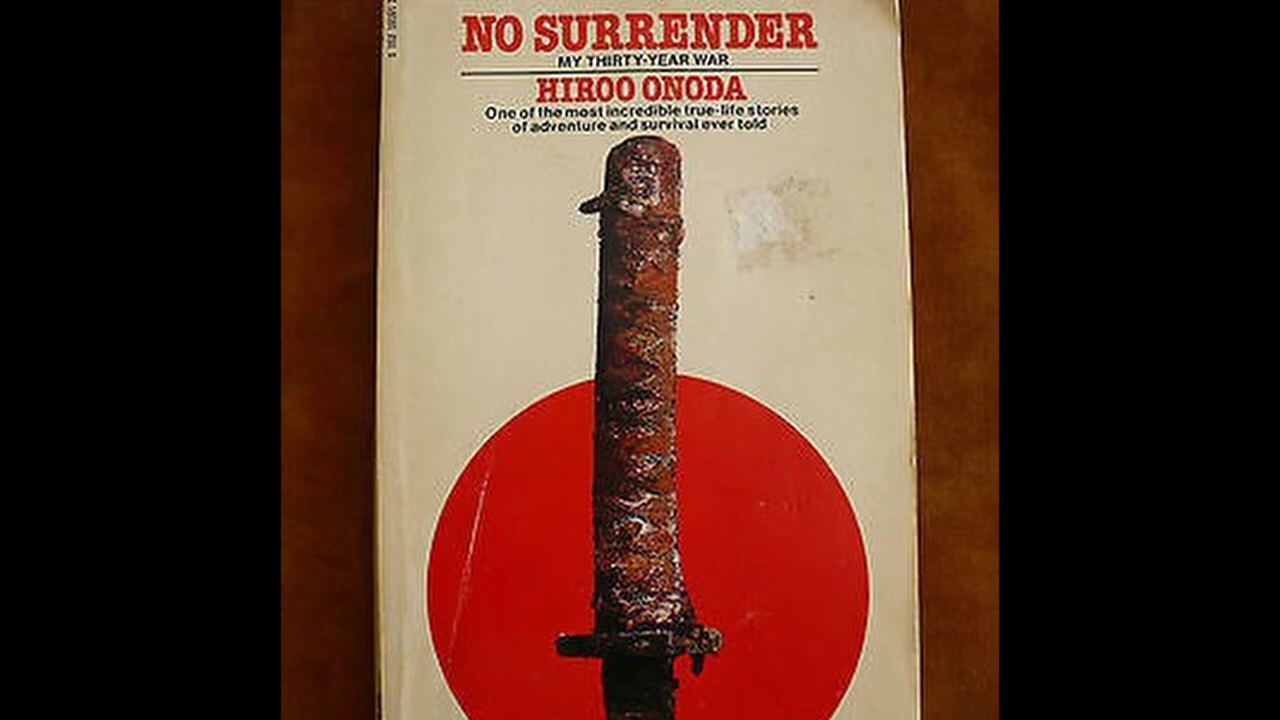 NO SURRENDER
MY THIRTY-YEAR WAR
HIROO ONODA
One of the most incredible true-life stories
of adventure and survival ever told